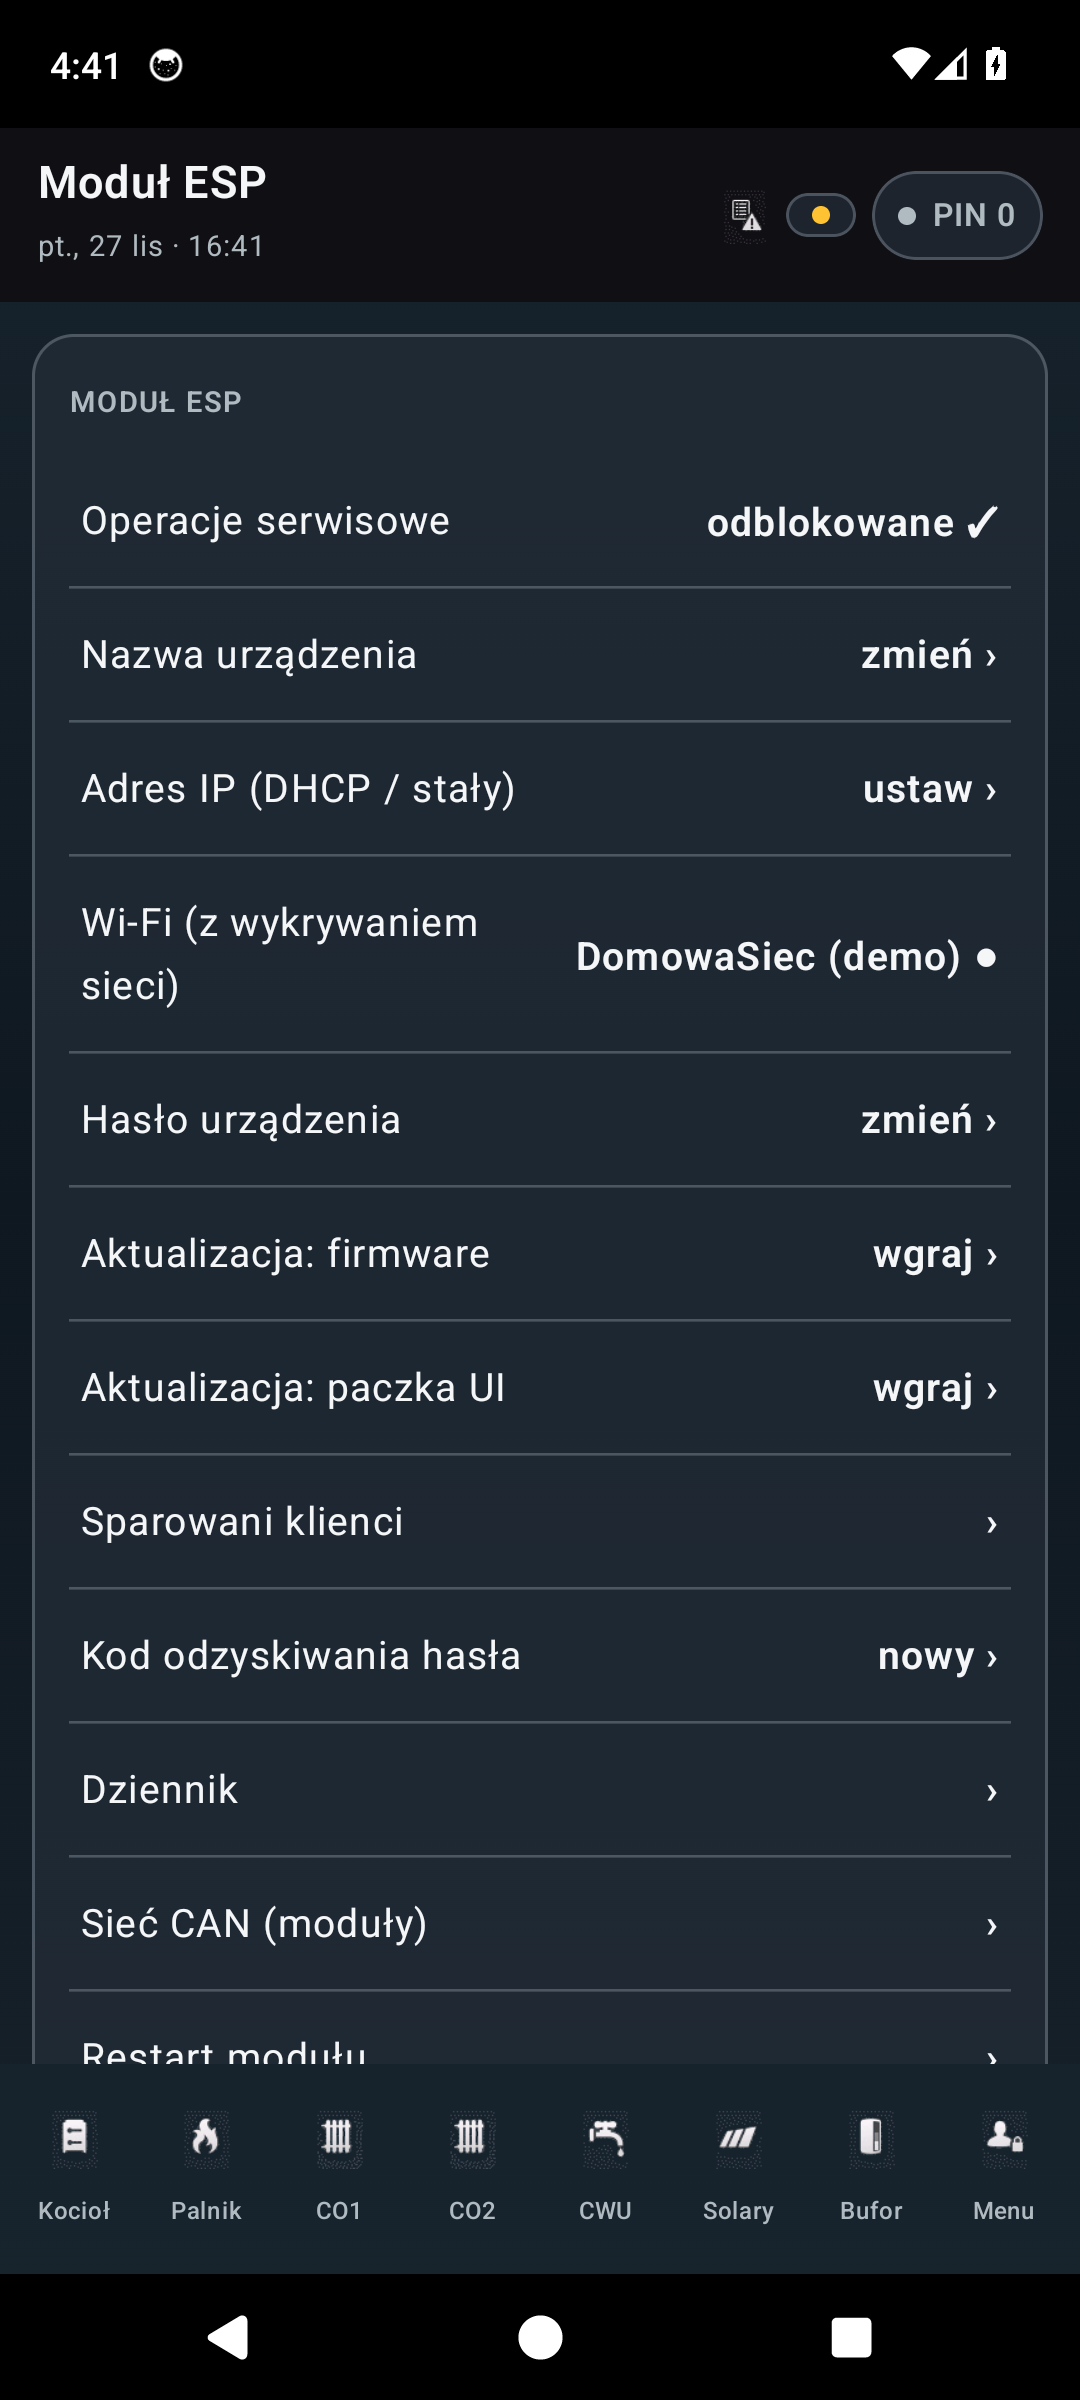 4:41
Moduł ESP
pt., 27 lis · 16:41
PIN 0
MODUŁ ESP
Operacje serwisowe odblokowane ✓
Nazwa urządzenia zmień ›
Adres IP (DHCP / stały) ustaw ›
Wi-Fi (z wykrywaniem sieci) DomowaSiec (demo) ●
Hasło urządzenia zmień ›
Aktualizacja: firmware wgraj ›
Aktualizacja: paczka UI wgraj ›
Sparowani klienci ›
Kod odzyskiwania hasła nowy ›
Dziennik ›
Sieć CAN (moduły) ›
Restart modułu ›
Kocioł Palnik CO1 CO2 CWU Solary Bufor Menu